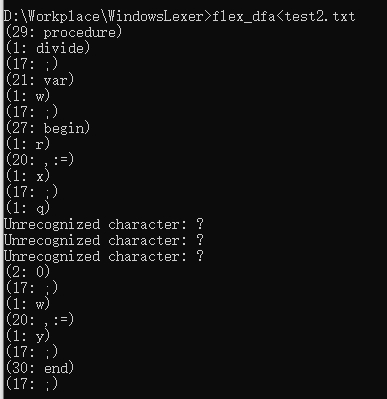 D:\Workplace\WindowsLexer>flex_dfa<test2.txt
(29: procedure)
(1: divide)
(17: ;)
(21: var)
(1: w)
(17: ;)
(27: begin)
(1: r)
(20: ,:=)
(1: x)
(17: ;)
(1: q)
Unrecognized character: ?
Unrecognized character: ?
Unrecognized character: ?
(2: 0)
(17: ;)
(1: w)
(20: ,:=)
(1: y)
(17: ;)
(30: end)
(17: ;)